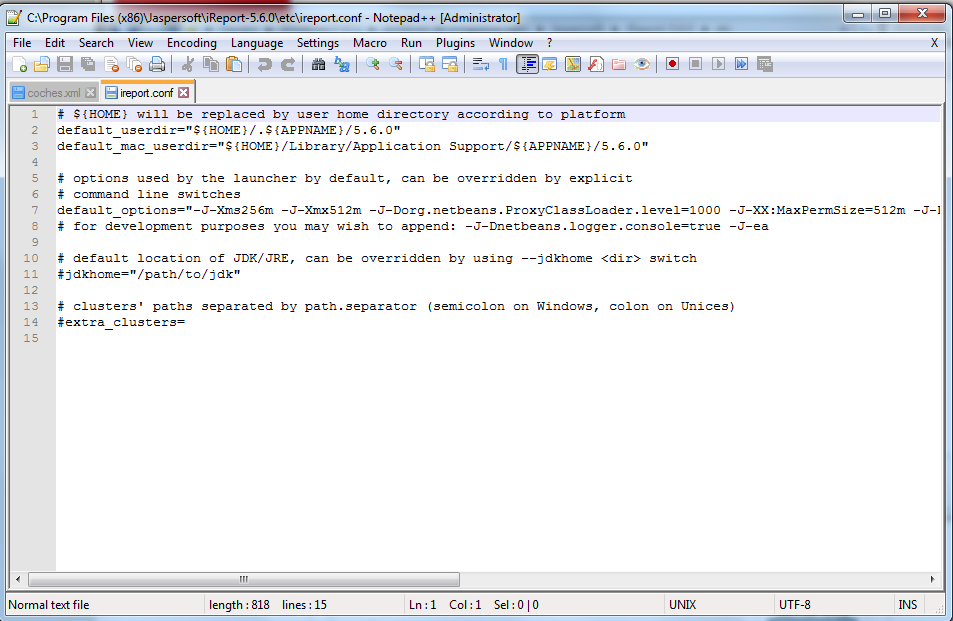 C:\Program Files (x86)\Jaspersoft\iReport-5.6.0\etc\ireport.conf - Notepad++ [Administrator]
File Edit Search View Encoding Language Settings Macro Run Plugins Window ? X
coches.xml ireport.conf
1 # ${HOME} will be replaced by user home directory according to platform
2 default_userdir="${HOME}/.${APPNAME}/5.6.0"
3 default_mac_userdir="${HOME}/Library/Application Support/${APPNAME}/5.6.0"
4
5 # options used by the launcher by default, can be overridden by explicit
6 # command line switches
7 default_options="-J-Xms256m -J-Xmx512m -J-Dorg.netbeans.ProxyClassLoader.level=1000 -J-XX:MaxPermSize=512m
8 # for development purposes you may wish to append: -J-Dnetbeans.logger.console=true -J-ea
9
10 # default location of JDK/JRE, can be overridden by using --jdkhome <dir> switch
11 #jdkhome="/path/to/jdk"
12
13 # clusters' paths separated by path.separator (semicolon on Windows, colon on Unices)
14 #extra_clusters=
15
Normal text file length : 818 lines : 15 Ln : 1 Col : 1 Sel : 0 | 0 UNIX UTF-8 INS